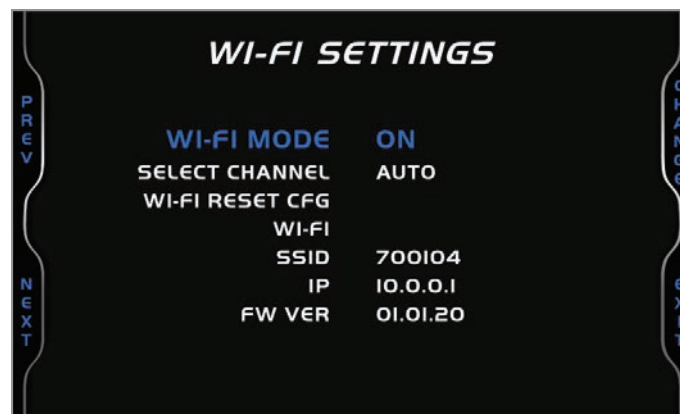 WI-FI SETTINGS
PREV
CHANGE
WI-FI MODE ON
SELECT CHANNEL AUTO
WI-FI RESET CFG
WI-FI
SSID 700104
IP 10.0.0.1
FW VER 01.01.20
NEXT
EXIT